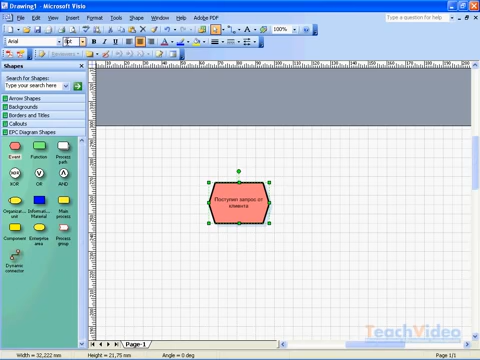 Drawing1 - Microsoft Visio
File Edit View Insert Format Tools Shape Window Help Adobe PDF
Type a question for help
100%
Arial
8pt
Shapes
Search for Shapes:
Type your search here
Arrow Shapes
Backgrounds
Borders and Titles
Callouts
EPC Diagram Shapes
Event Function Process path
XOR OR AND
Organizatio... unit Informati... Material Main process
Component Enterprise area Process group
Dynamic connector
Поступил запрос от
клиента
TeachVideo
Page-1
Width = 32,222 mm Height = 21,75 mm Angle = 0 deg Page 1/1